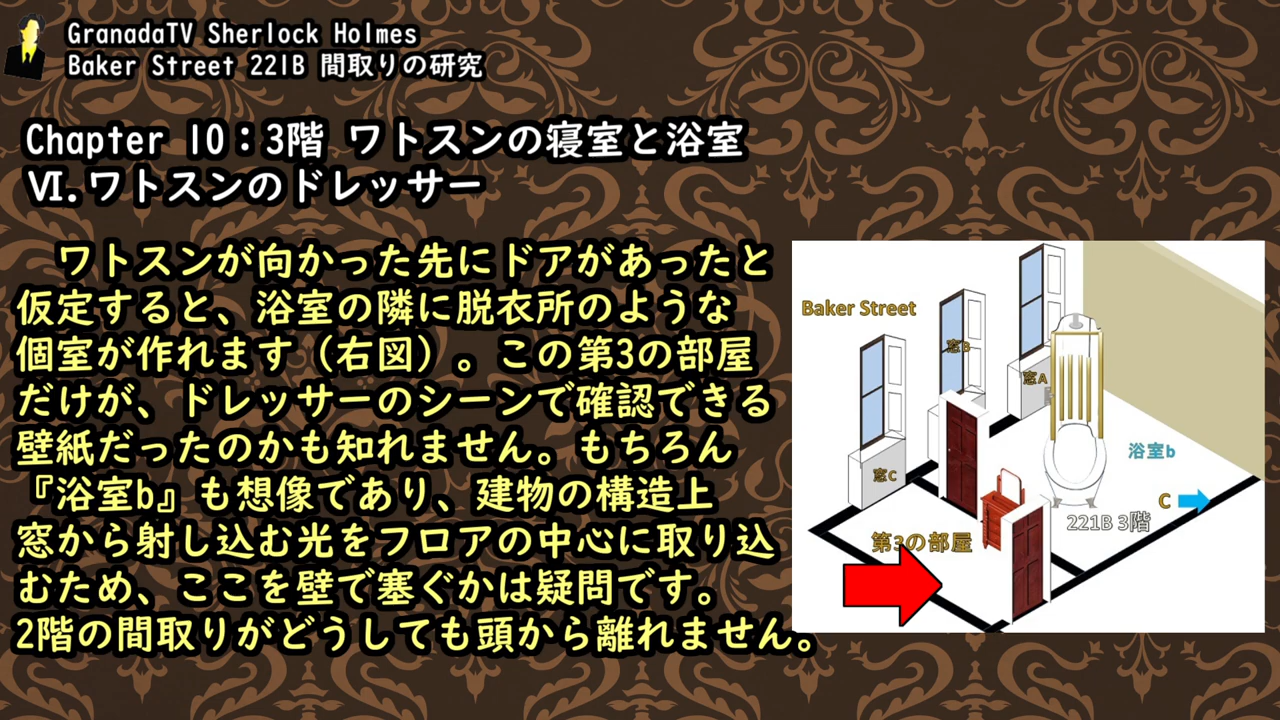 GranadaTV Sherlock Holmes
Baker Street 221B 間取りの研究
Chapter 10：3階 ワトスンの寝室と浴室
Ⅵ.ワトスンのドレッサー
ワトスンが向かった先にドアがあったと
仮定すると、浴室の隣に脱衣所のような
個室が作れます（右図）。この第3の部屋
だけが、ドレッサーのシーンで確認できる
壁紙だったのかも知れません。もちろん
『浴室b』も想像であり、建物の構造上
窓から射し込む光をフロアの中心に取り込
むため、ここを壁で塞ぐかは疑問です。
2階の間取りがどうしても頭から離れません。
Baker Street
窓B
窓A
窓C
浴室b
C
221B 3階
第3の部屋